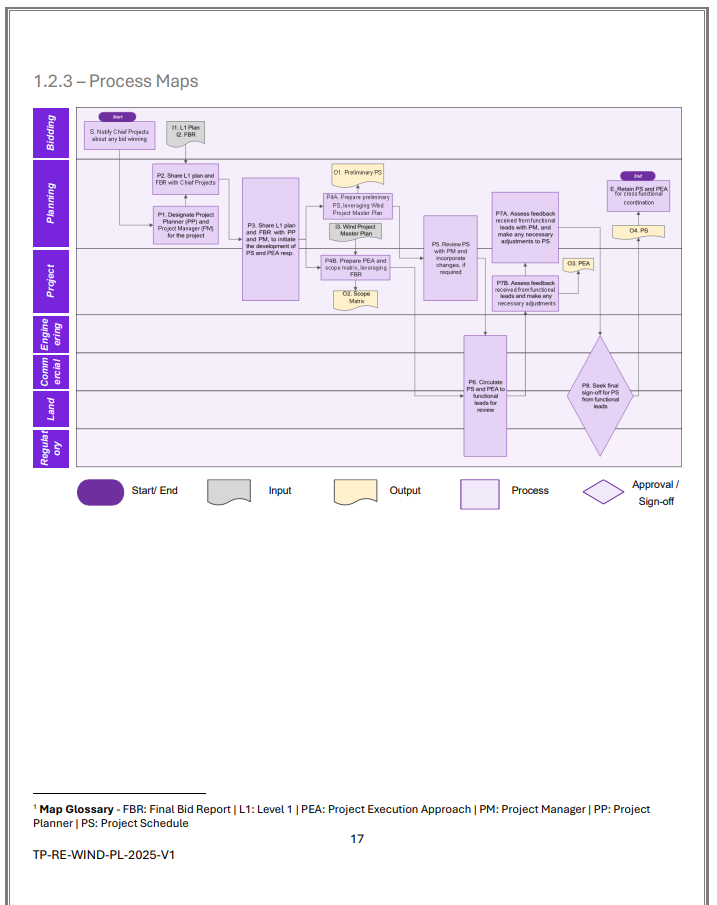 1.2.3 – Process Maps
Bidding
Start
S. Notify Chief Projects
about any bid winning
I1. L1 Plan
I2. FBR
Planning
P2. Share L1 plan and
FBR with Chief Projects
P1. Designate Project
Planner (PP) and
Project Manager (PM)
for the project
P3. Share L1 plan
and FBR with PP
and PM, to initiate
the development of
PS and PEA resp.
O1. Preliminary PS
P4A. Prepare preliminary
PS, leveraging Wind
Project Master Plan
I3. Wind Project
Master Plan
P4B. Prepare PEA and
scope matrix, leveraging
FBR
O2. Scope
Matrix
P5. Review PS
with PM and
incorporate
changes, if
required
P7A. Assess feedback
received from functional
leads with PM, and
make any necessary
adjustments to PS
P7B. Assess feedback
received from functional
leads and make any
necessary adjustments
O3. PEA
End
E. Retain PS and PEA
for cross functional
coordination
O4. PS
Project
Engine
ering
Comm
ercial
Land
Regulat
ory
P6. Circulate
PS and PEA to
functional
leads for
review
P8. Seek final
sign-off for PS
from functional
leads
Start/ End
Input
Output
Process
Approval /
Sign-off
1 Map Glossary - FBR: Final Bid Report | L1: Level 1 | PEA: Project Execution Approach | PM: Project Manager | PP: Project
Planner | PS: Project Schedule
17
TP-RE-WIND-PL-2025-V1